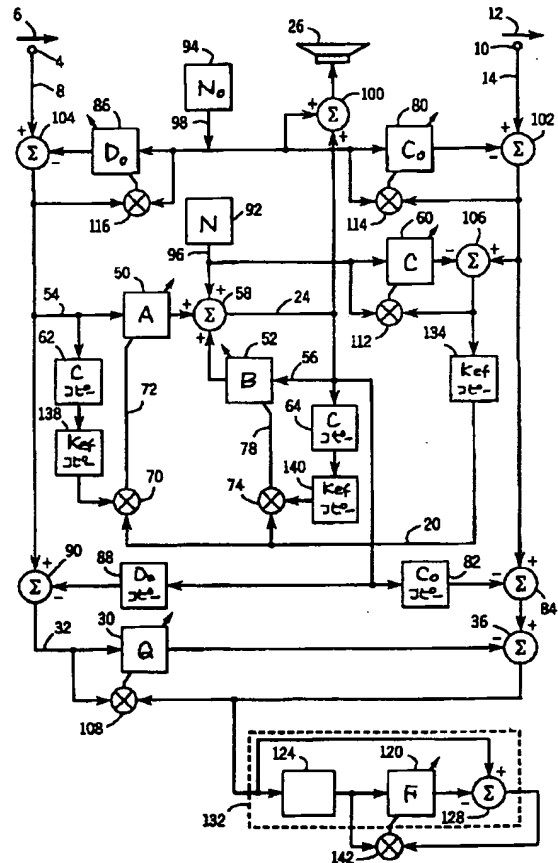 6
26
12
4
94
10
8
86
N₀
100
80
14
104
+
Σ
-
D₀
98
+
Σ
+
C₀
-
+
Σ
102
92
116
N
114
60
106
50
96
C
-
Σ
+
54
A
+
+
Σ
+
58
24
112
62
52
56
134
C
コピー
72
B
Kef
コピー
138
78
64
C
コピー
Kef
コピー
70
74
140
Kef
コピー
20
90
+
Σ
-
88
D₀
コピー
C₀
コピー
82
-
+
Σ
84
32
30
Q
36
-
+
Σ
108
124
120
F
+
Σ
-
132
128
142